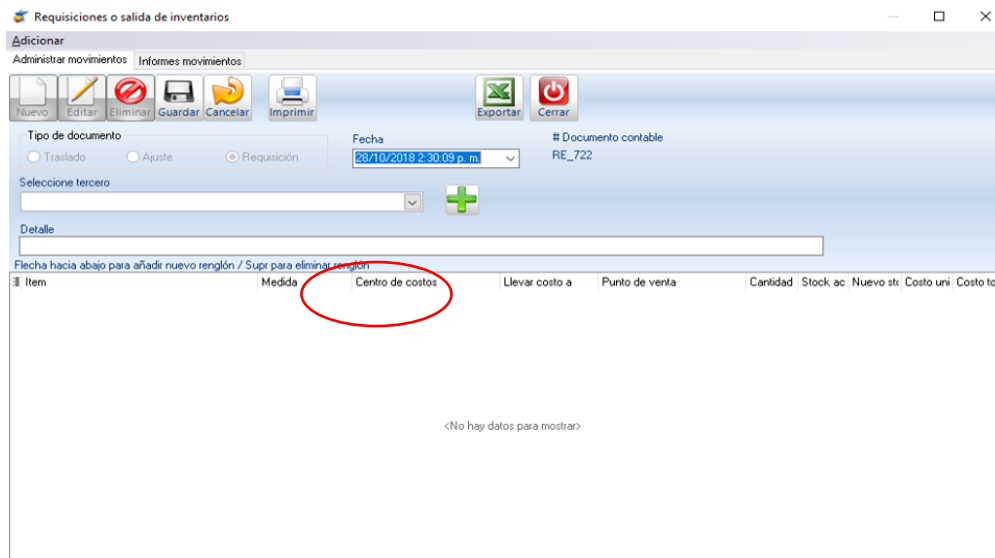 Requisiciones o salida de inventarios
Adicionar
Administrar movimientos Informes movimientos
Nuevo Editar Eliminar Guardar Cancelar Imprimir Exportar Cerrar
Tipo de documento Fecha # Documento contable
Traslado Ajuste Requisición 28/10/2018 2:30:09 p. m. RE_722
Seleccione tercero
Detalle
Flecha hacia abajo para añadir nuevo renglón / Supr para eliminar renglón
Item Medida Centro de costos Llevar costo a Punto de venta Cantidad Stock ac Nuevo sto Costo uni Costo to
<No hay datos para mostrar>